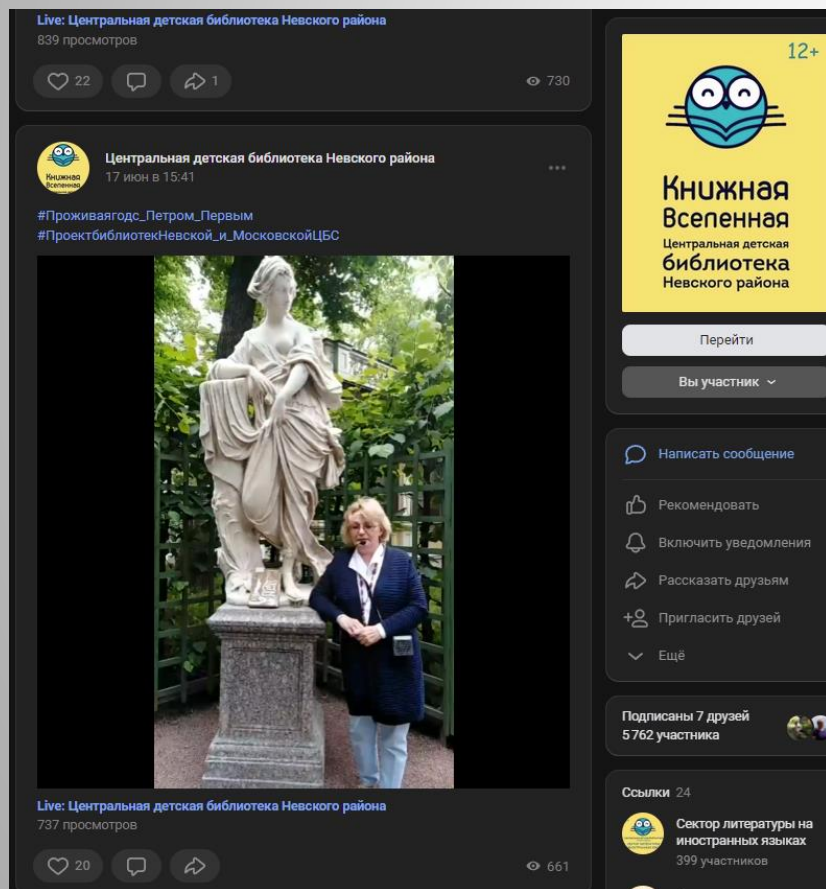 Live: Центральная детская библиотека Невского района
839 просмотров
22
1
730
Книжная
Вселенная
Центральная детская библиотека Невского района
17 июн в 15:41
#Проживаягодс_Петром_Первым
#ПроектбиблиотекНевской_и_МосковскойЦБС
Live: Центральная детская библиотека Невского района
737 просмотров
20
661
12+
Книжная
Вселенная
Центральная детская
библиотека
Невского района
Перейти
Вы участник
Написать сообщение
Рекомендовать
Включить уведомления
Рассказать друзьям
Пригласить друзей
Ещё
Подписаны 7 друзей
5 762 участника
Ссылки 24
Сектор литературы на
иностранных языках
399 участников